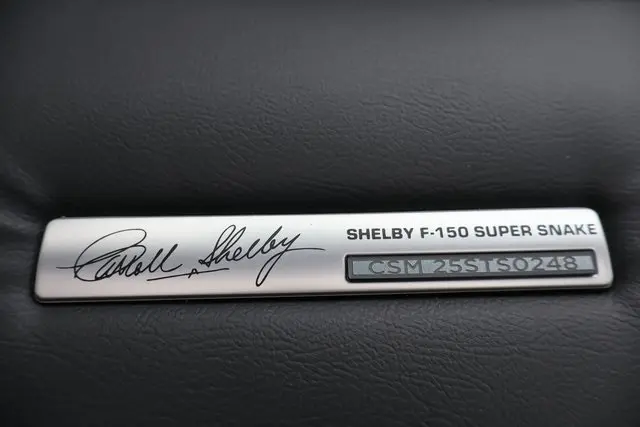 Carroll Shelby
SHELBY F-150 SUPER SNAKE
CSM 25STS0248